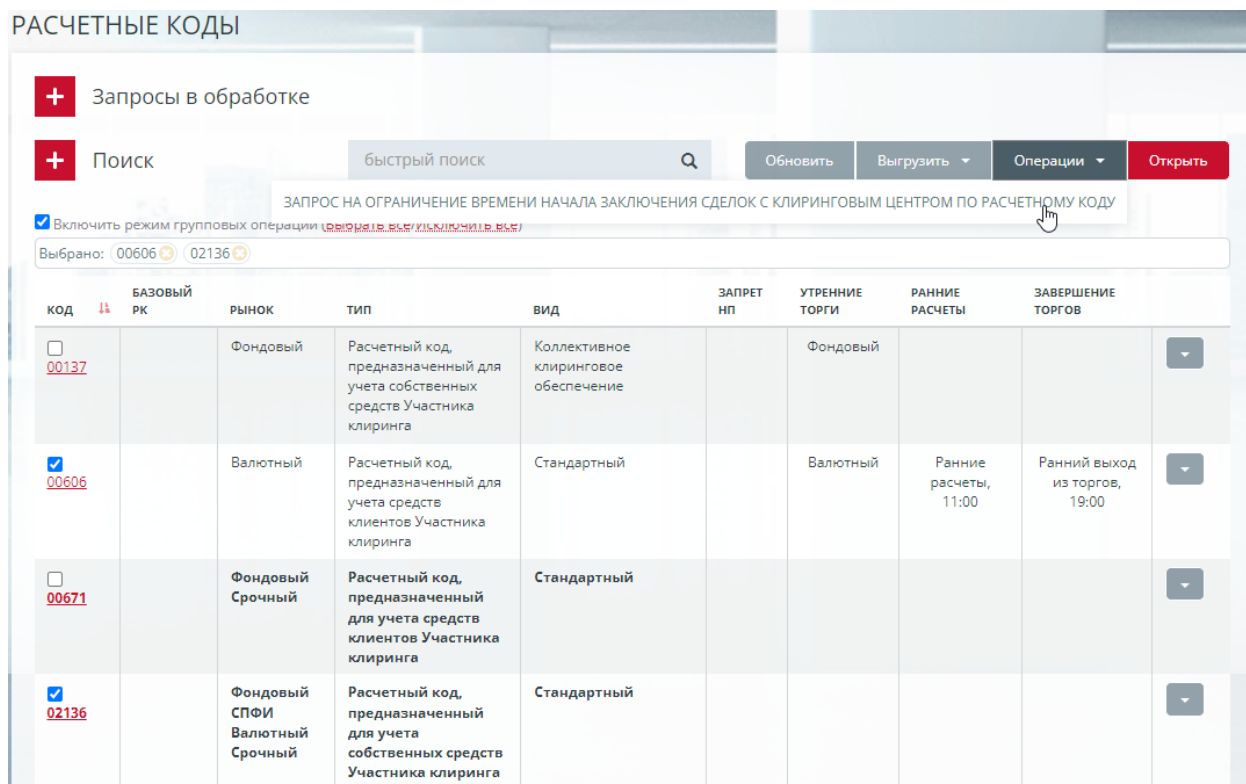 РАСЧЕТНЫЕ КОДЫ
Запросы в обработке
Поиск
быстрый поиск
Обновить
Выгрузить
Операции
Открыть
ЗАПРОС НА ОГРАНИЧЕНИЕ ВРЕМЕНИ НАЧАЛА ЗАКЛЮЧЕНИЯ СДЕЛОК С КЛИРИНГОВЫМ ЦЕНТРОМ ПО РАСЧЕТНОМУ КОДУ
Включить режим групповых операций (Выбрать все/Исключить все)
Выбрано: 00606 02136
КОД
БАЗОВЫЙ
РК
РЫНОК
ТИП
ВИД
ЗАПРЕТ
НП
УТРЕННИЕ
ТОРГИ
РАННИЕ
РАСЧЕТЫ
ЗАВЕРШЕНИЕ
ТОРГОВ
00137
Фондовый
Расчетный код,
предназначенный для
учета собственных
средств Участника
клиринга
Коллективное
клиринговое
обеспечение
Фондовый
00606
Валютный
Расчетный код,
предназначенный для
учета средств
клиентов Участника
клиринга
Стандартный
Валютный
Ранние
расчеты,
11:00
Ранний выход
из торгов,
19:00
00671
Фондовый
Срочный
Расчетный код,
предназначенный
для учета средств
клиентов Участника
клиринга
Стандартный
02136
Фондовый
СПФИ
Валютный
Срочный
Расчетный код,
предназначенный
для учета
собственных средств
Участника клиринга
Стандартный